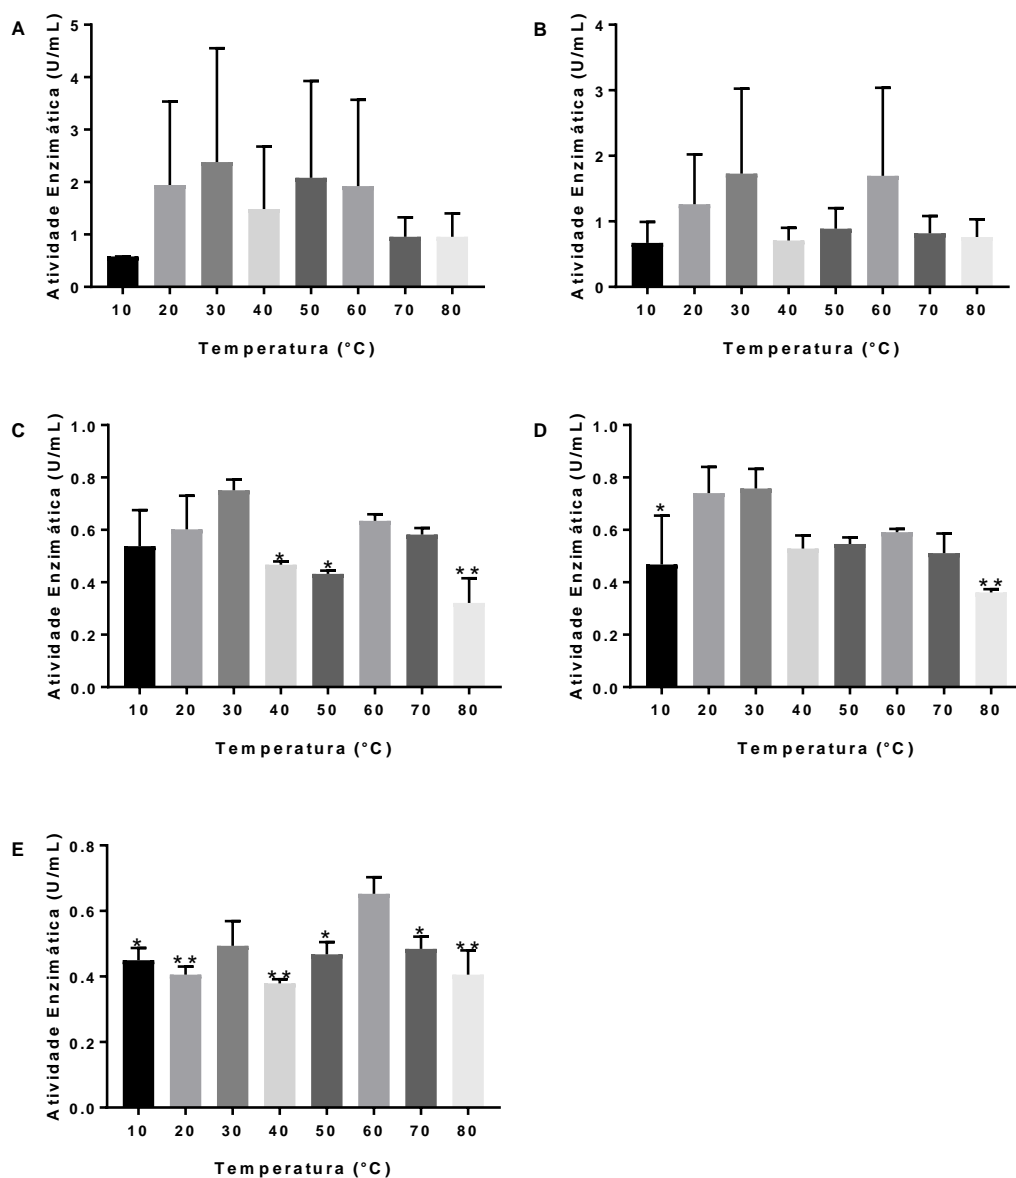 A
Atividade Enzimática (U/mL)
5
4
3
2
1
0
10 20 30 40 50 60 70 80
Temperatura (°C)
B
Atividade Enzimática (U/mL)
4
3
2
1
0
10 20 30 40 50 60 70 80
Temperatura (°C)
C
Atividade Enzimática (U/mL)
1.0
0.8
0.6
0.4
0.2
0.0
* * **
10 20 30 40 50 60 70 80
Temperatura (°C)
D
Atividade Enzimática (U/mL)
1.0
0.8
0.6
0.4
0.2
0.0
* **
10 20 30 40 50 60 70 80
Temperatura (°C)
E
Atividade Enzimática (U/mL)
0.8
0.6
0.4
0.2
0.0
* ** ** * * **
10 20 30 40 50 60 70 80
Temperatura (°C)